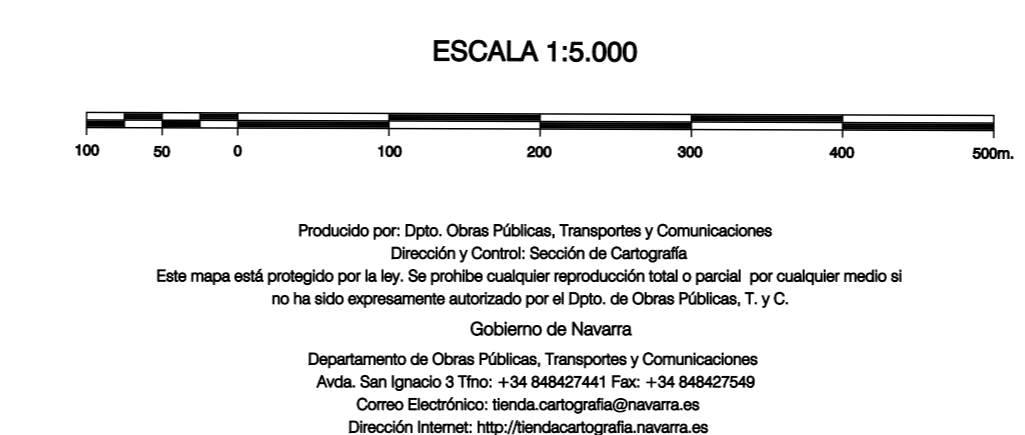 ESCALA 1:5.000
100 50 0 100 200 300 400 500m.
Producido por: Dpto. Obras Públicas, Transportes y Comunicaciones
Dirección y Control: Sección de Cartografía
Este mapa está protegido por la ley. Se prohibe cualquier reproducción total o parcial por cualquier medio si
no ha sido expresamente autorizado por el Dpto. de Obras Públicas, T. y C.
Gobierno de Navarra
Departamento de Obras Públicas, Transportes y Comunicaciones
Avda. San Ignacio 3 Tfno: +34 848427441 Fax: +34 848427549
Correo Electrónico: tienda.cartografia@navarra.es
Dirección Internet: http://tiendacartografia.navarra.es